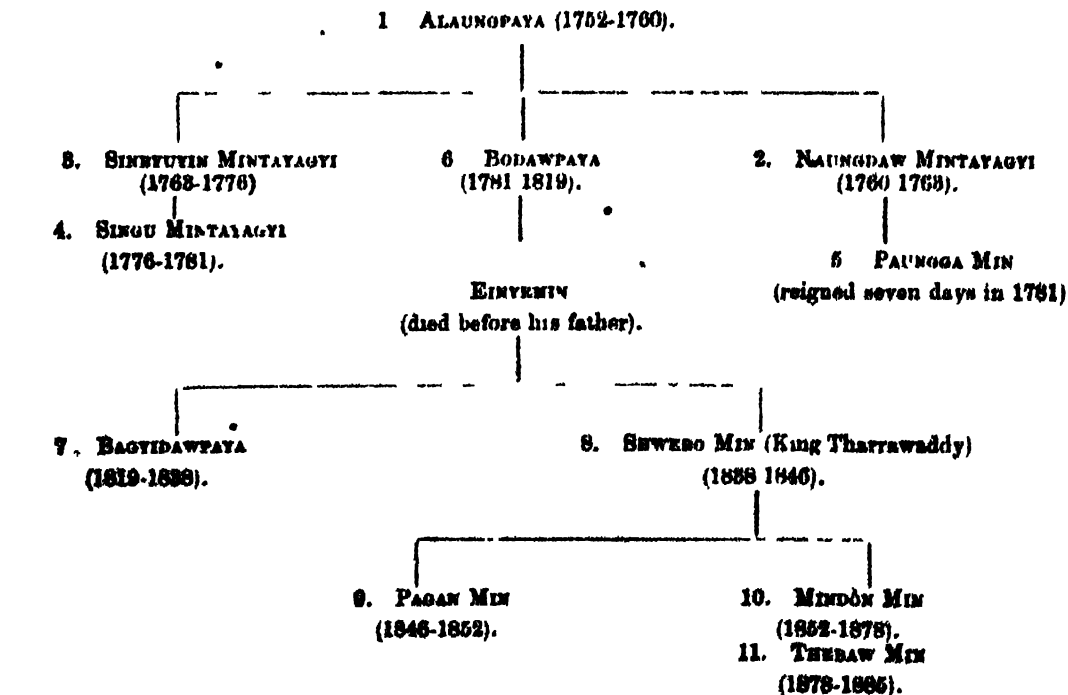 1 ALAUNGPAYA (1752-1760).
3. SINBYUYIN MINTAYAGYI
(1763-1776)
6 BODAWPAYA
(1781 1819).
2. NAUNGDAW MINTAYAGYI
(1760 1763).
4. SINGU MINTAYAGYI
(1776-1781).
5 PAUNGGA MIN
(reigned seven days in 1781)
EINYEMIN
(died before his father).
7. BAGYIDAWPAYA
(1819-1838).
8. SHWEBO MIN (King Tharrawaddy)
(1838 1846).
9. PAGAN MIN
(1846-1852).
10. MINDÔN MIN
(1852-1878).
11. THEBAW MIN
(1878-1885).